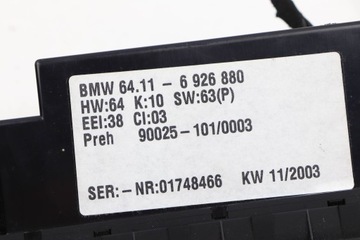 BMW 64.11 - 6 926 880
HW:64 K:10 SW:63(P)
EEI:38 CI:03
Preh 90025-101/0003
SER:-NR:01748466 KW 11/2003